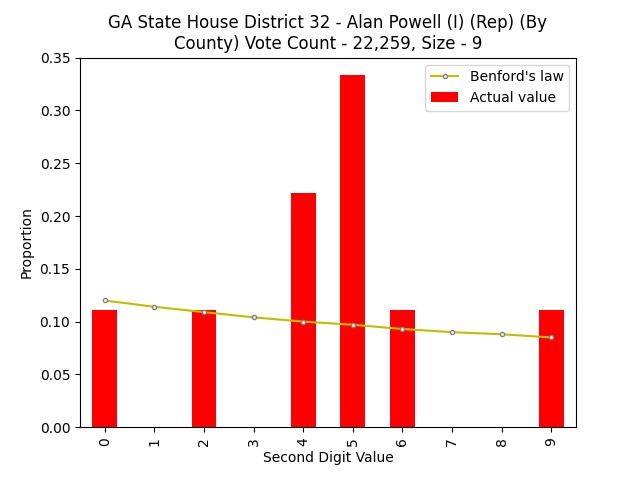 GA State House District 32 - Alan Powell (I) (Rep) (By
County) Vote Count - 22,259, Size - 9
Benford's law
Actual value
Proportion
0.35
0.30
0.25
0.20
0.15
0.10
0.05
0.00
0 1 2 3 4 5 6 7 8 9
Second Digit Value